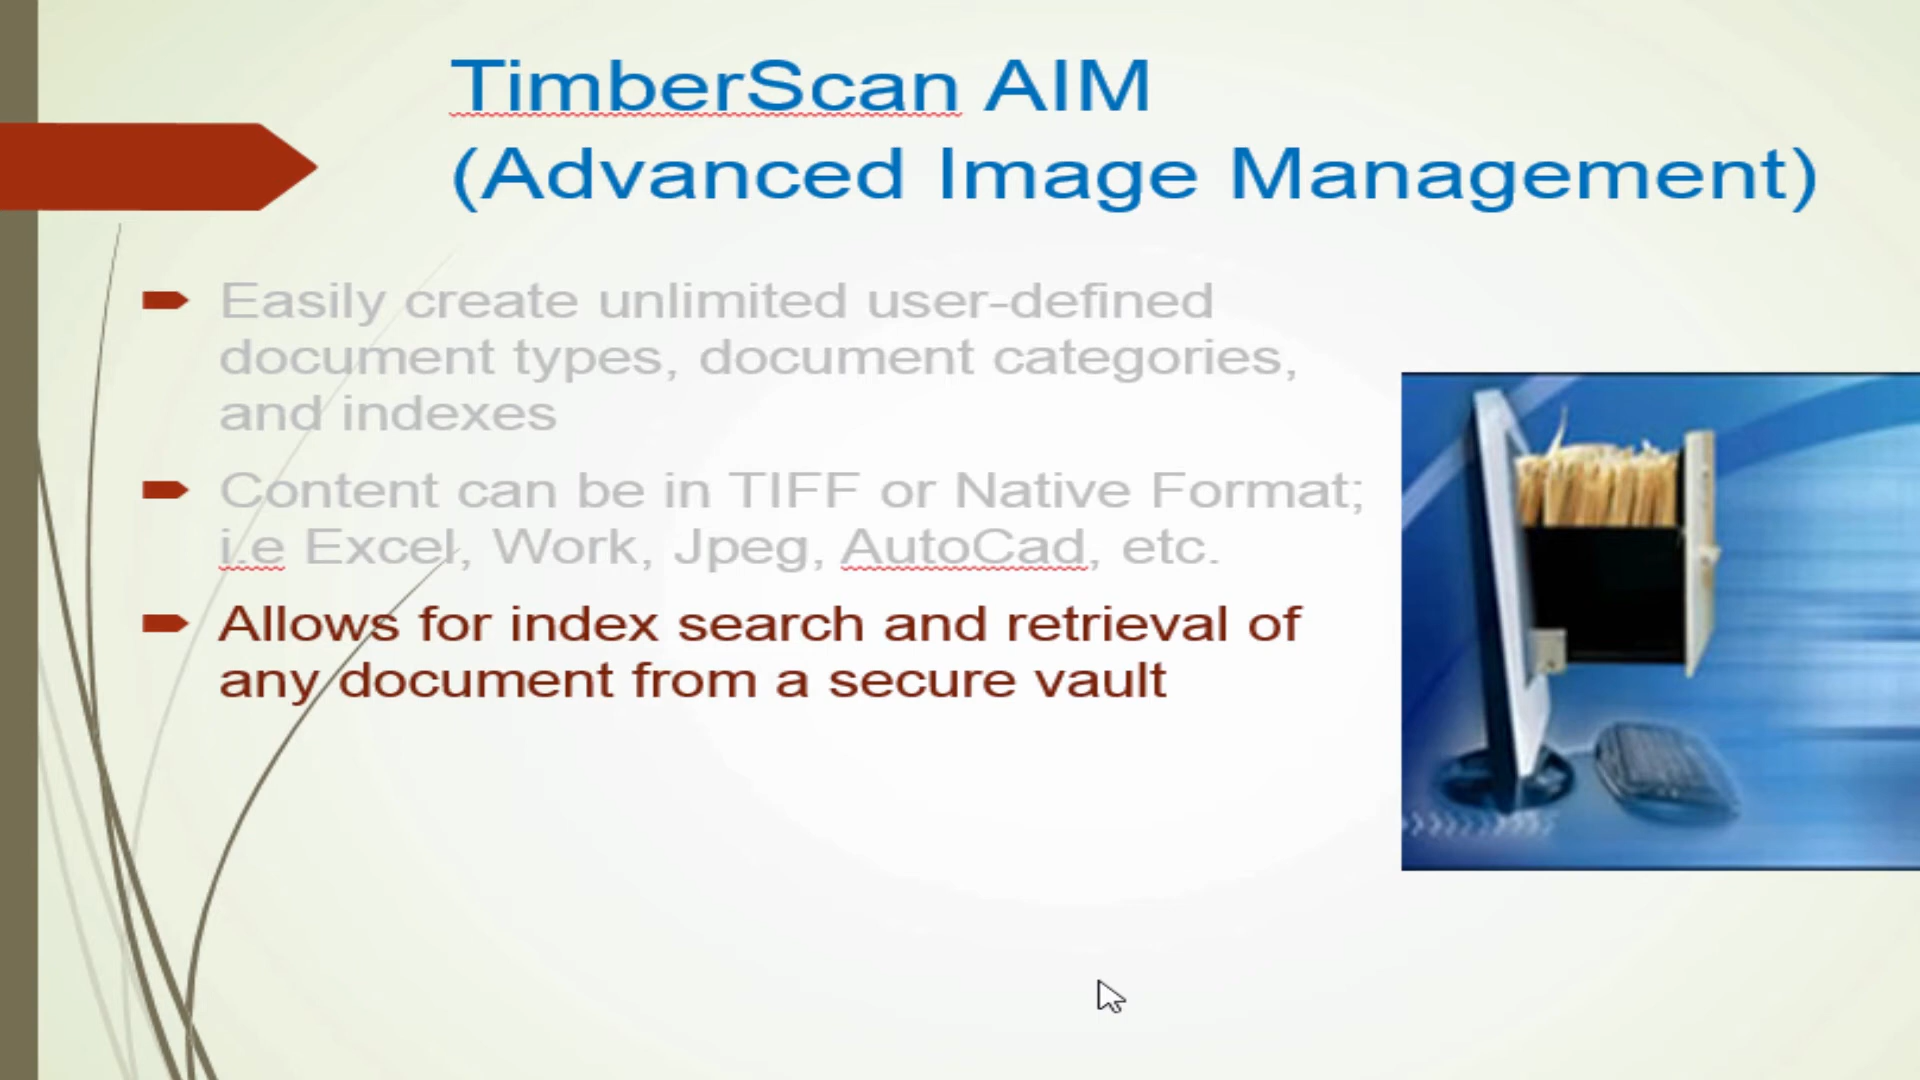 TimberScan AIM
(Advanced Image Management)
Easily create unlimited user-defined
document types, document categories,
and indexes
Content can be in TIFF or Native Format;
i.e Excel, Work, Jpeg, AutoCad, etc.
Allows for index search and retrieval of
any document from a secure vault